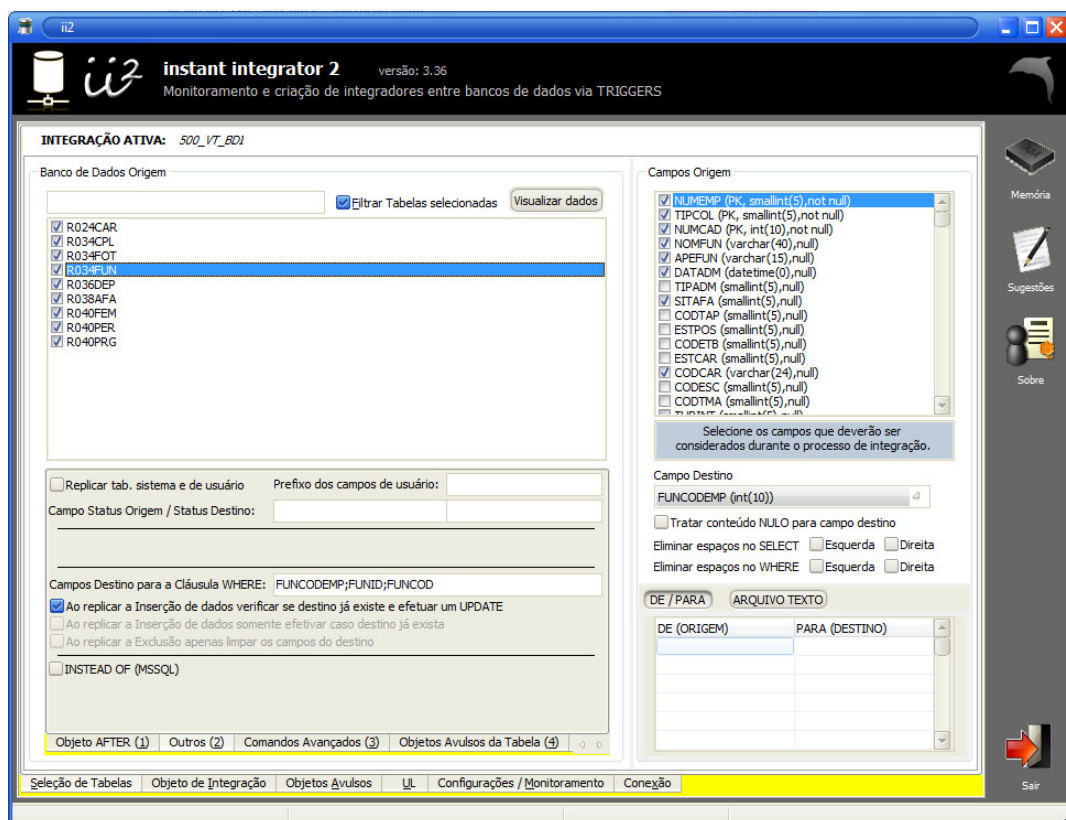 ii2
ii2
instant integrator 2 versão: 3.36
Monitoramento e criação de integradores entre bancos de dados via TRIGGERS
INTEGRAÇÃO ATIVA: 500_VT_BD1
Banco de Dados Origem
Filtrar Tabelas selecionadas
Visualizar dados
R024CAR
R034CPL
R034FOT
R034FUN
R036DEP
R038AFA
R040FEM
R040PER
R040PRG
Replicar tab. sistema e de usuário
Prefixo dos campos de usuário:
Campo Status Origem / Status Destino:
Campos Destino para a Cláusula WHERE: FUNCODEMP;FUNID;FUNCOD
Ao replicar a Inserção de dados verificar se destino já existe e efetuar um UPDATE
Ao replicar a Inserção de dados somente efetivar caso destino já exista
Ao replicar a Exclusão apenas limpar os campos do destino
INSTEAD OF (MSSQL)
Objeto AFTER (1) Outros (2) Comandos Avançados (3) Objetos Avulsos da Tabela (4)
Campos Origem
NUMEMP (PK, smallint(5),not null)
TIPCOL (PK, smallint(5),not null)
NUMCAD (PK, int(10),not null)
NOMFUN (varchar(40),null)
APEFUN (varchar(15),null)
DATADM (datetime(0),null)
TIPADM (smallint(5),null)
SITAFA (smallint(5),null)
CODTAP (smallint(5),null)
ESTPOS (smallint(5),null)
CODETB (smallint(5),null)
ESTCAR (smallint(5),null)
CODCAR (varchar(24),null)
CODESC (smallint(5),null)
CODTMA (smallint(5),null)
Selecione os campos que deverão ser
considerados durante o processo de integração.
Campo Destino
FUNCODEMP (int(10))
Tratar conteúdo NULO para campo destino
Eliminar espaços no SELECT Esquerda Direita
Eliminar espaços no WHERE Esquerda Direita
DE / PARA ARQUIVO TEXTO
DE (ORIGEM) PARA (DESTINO)
Memória
Sugestões
Sobre
Sair
Seleção de Tabelas Objeto de Integração Objetos Avulsos UL Configurações / Monitoramento Conexão